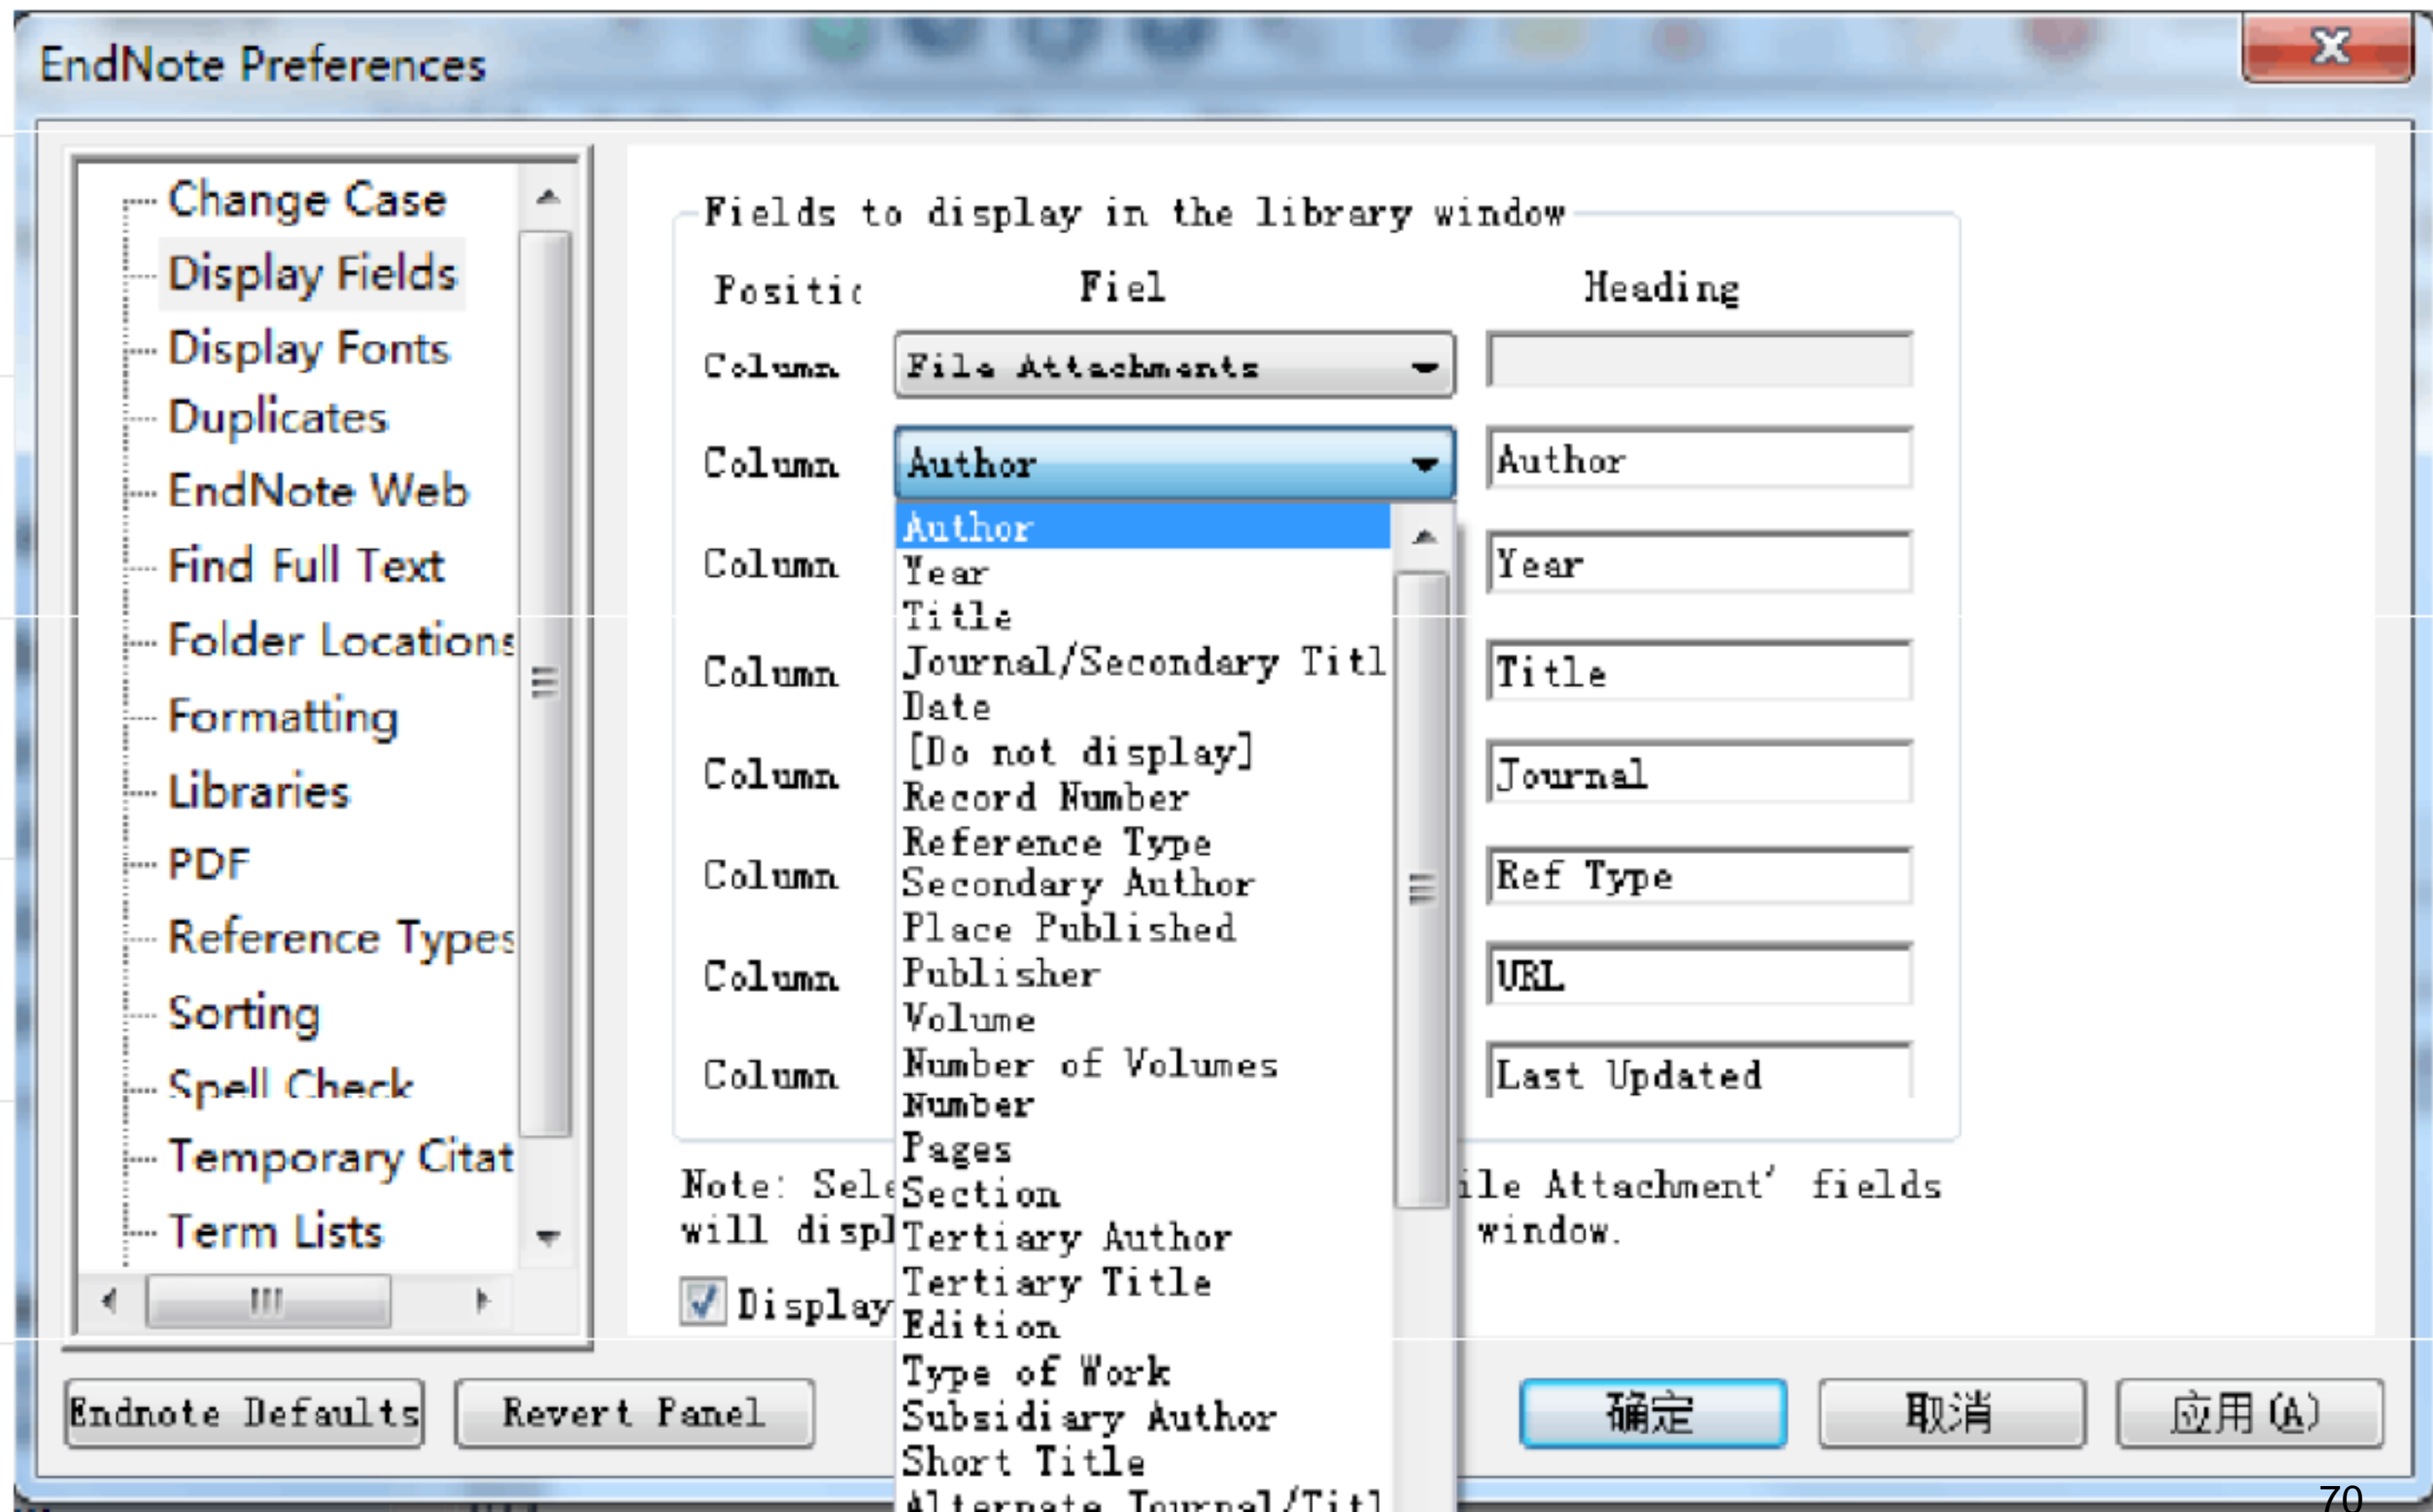 EndNote Preferences
Change Case
Display Fields
Display Fonts
Duplicates
EndNote Web
Find Full Text
Folder Locations
Formatting
Libraries
PDF
Reference Types
Sorting
Spell Check
Temporary Citat
Term Lists
Fields to display in the library window
Positic Fiel Heading
Column File Attachments
Column Author Author
Column Year
Column Title
Column Journal
Column Ref Type
Column URL
Column Last Updated
Author
Year
Title
Journal/Secondary Titl
Date
[Do not display]
Record Number
Reference Type
Secondary Author
Place Published
Publisher
Volume
Number of Volumes
Number
Pages
Section
Tertiary Author
Tertiary Title
Edition
Type of Work
Subsidiary Author
Short Title
Alternate Journal/Titl
Note: Sele ile Attachment' fields
will displ window.
Display
Endnote Defaults Revert Panel 确定 取消 应用(A)
70